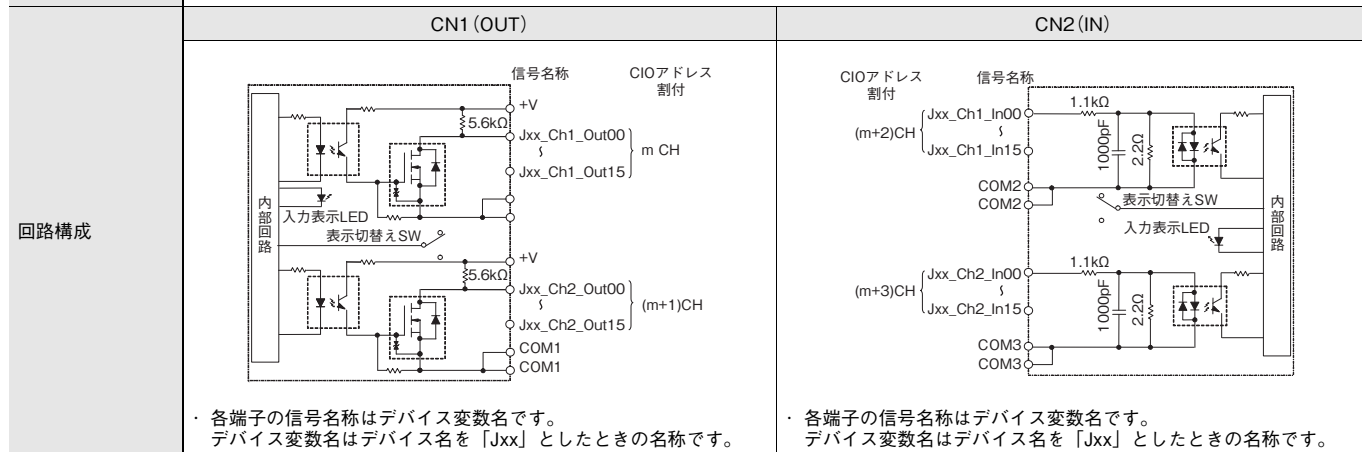 回路構成
CN1(OUT)
信号名称
CIOアドレス
割付
+V
5.6kΩ
Jxx_Ch1_Out00
~
Jxx_Ch1_Out15
m CH
内部回路
入力表示LED
表示切替えSW
+V
5.6kΩ
Jxx_Ch2_Out00
~
Jxx_Ch2_Out15
(m+1)CH
COM1
COM1
· 各端子の信号名称はデバイス変数名です。
デバイス変数名はデバイス名を「Jxx」としたときの名称です。
CN2(IN)
CIOアドレス
割付
信号名称
(m+2)CH
Jxx_Ch1_In00
~
Jxx_Ch1_In15
1.1kΩ
1000pF
2.2Ω
COM2
COM2
表示切替えSW
入力表示LED
内部回路
(m+3)CH
Jxx_Ch2_In00
~
Jxx_Ch2_In15
1.1kΩ
1000pF
2.2Ω
COM3
COM3
· 各端子の信号名称はデバイス変数名です。
デバイス変数名はデバイス名を「Jxx」としたときの名称です。